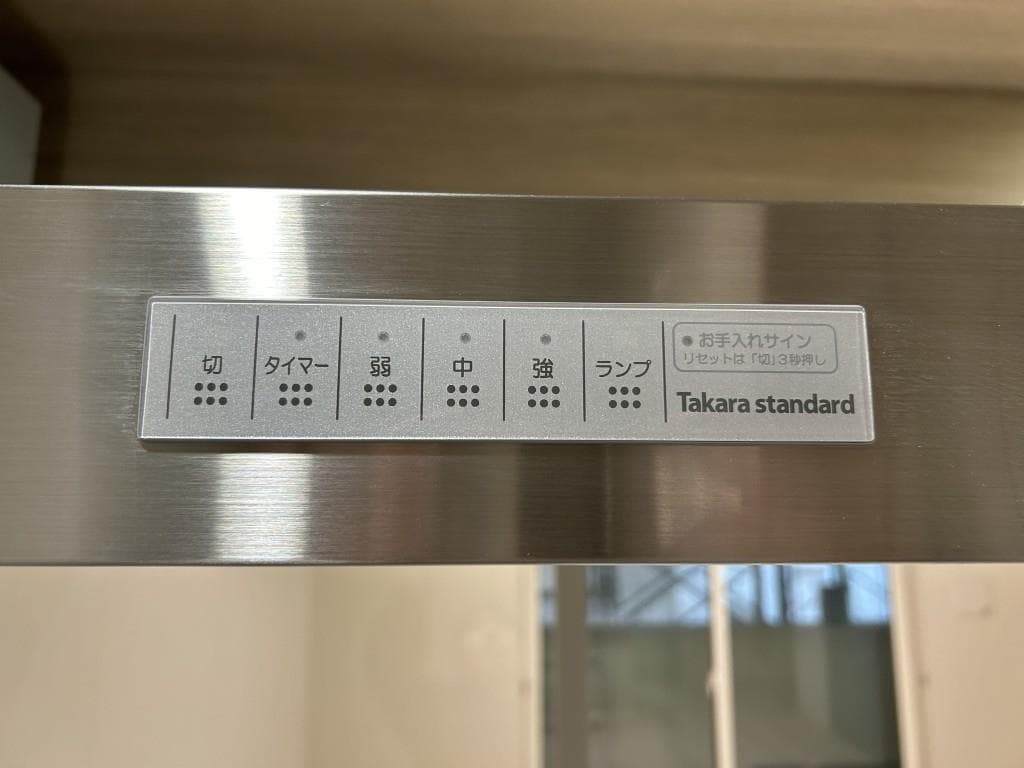 切
タイマー
弱
中
強
ランプ
お手入れサイン
リセットは「切」3秒押し
Takara standard